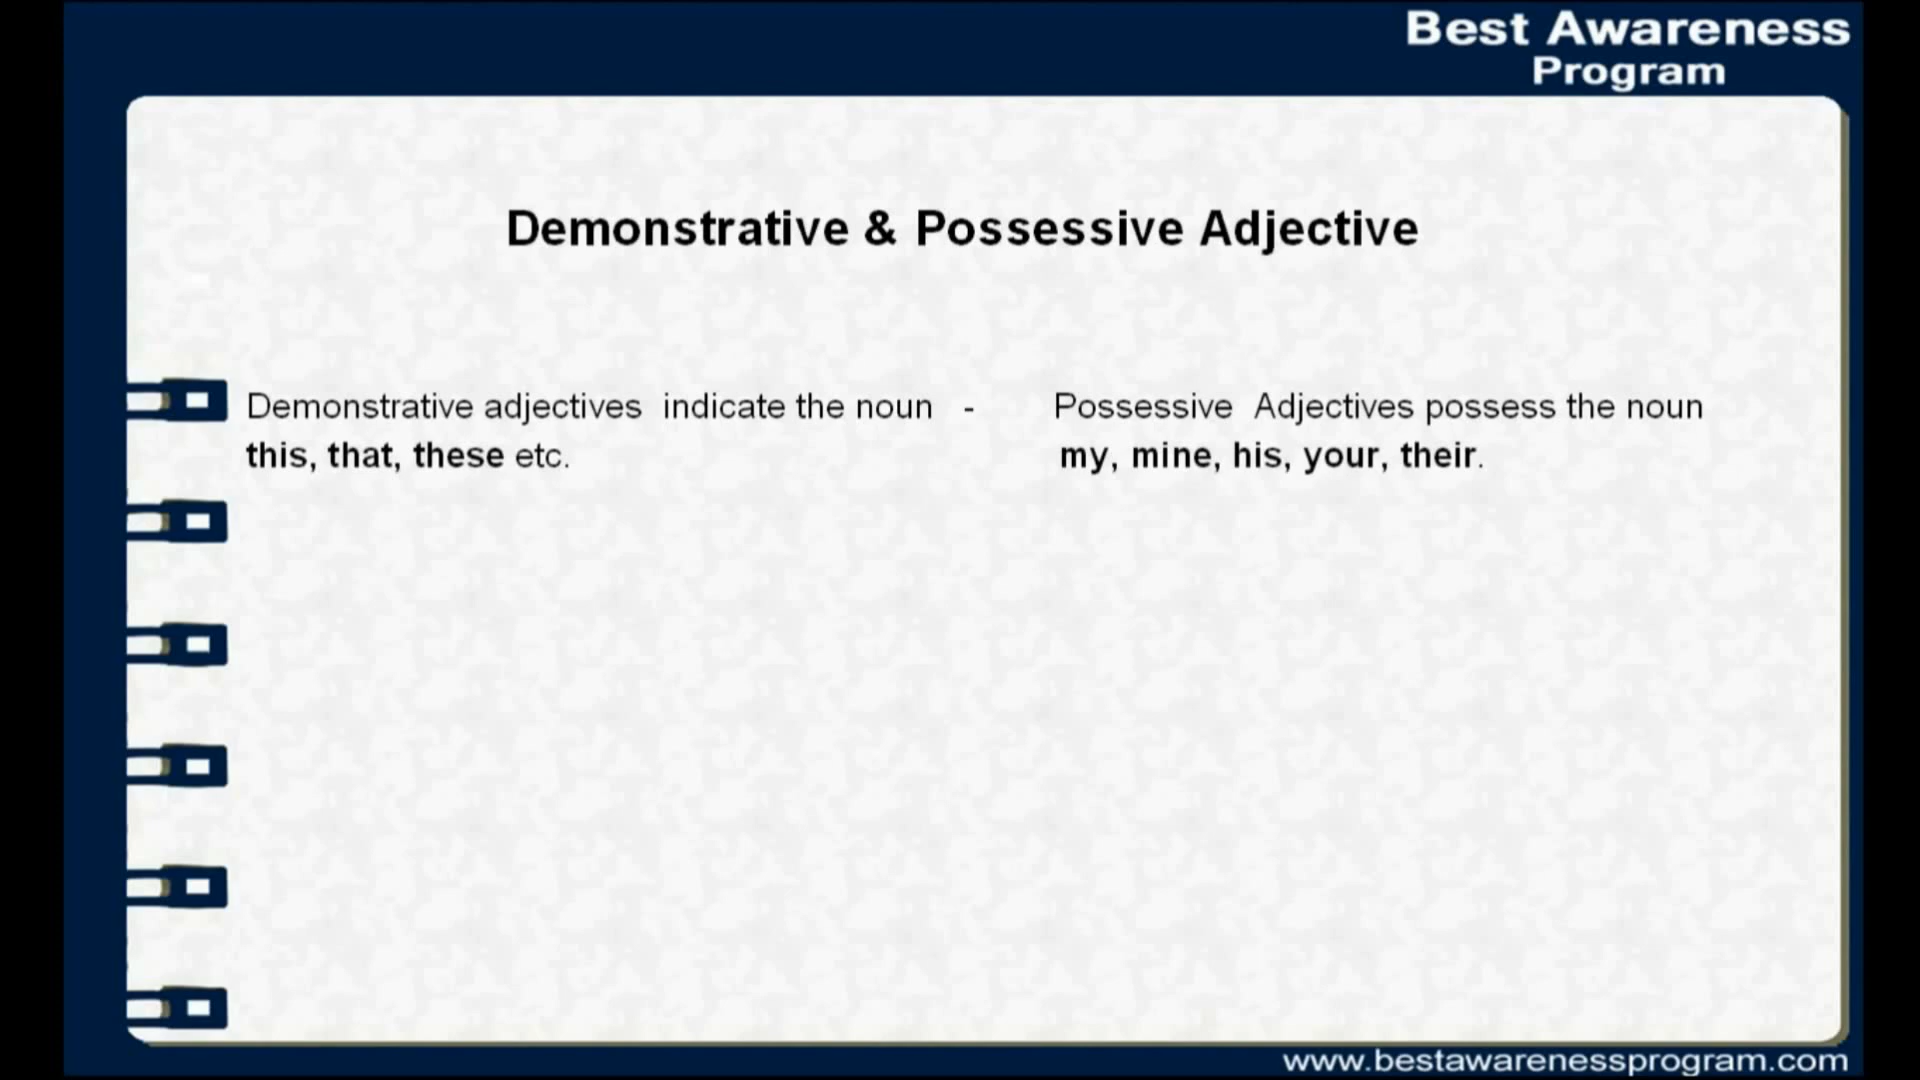 Best Awareness
Program
Demonstrative & Possessive Adjective
Demonstrative adjectives indicate the noun -
this, that, these etc.
Possessive Adjectives possess the noun
my, mine, his, your, their.
www.bestawarenessprogram.com